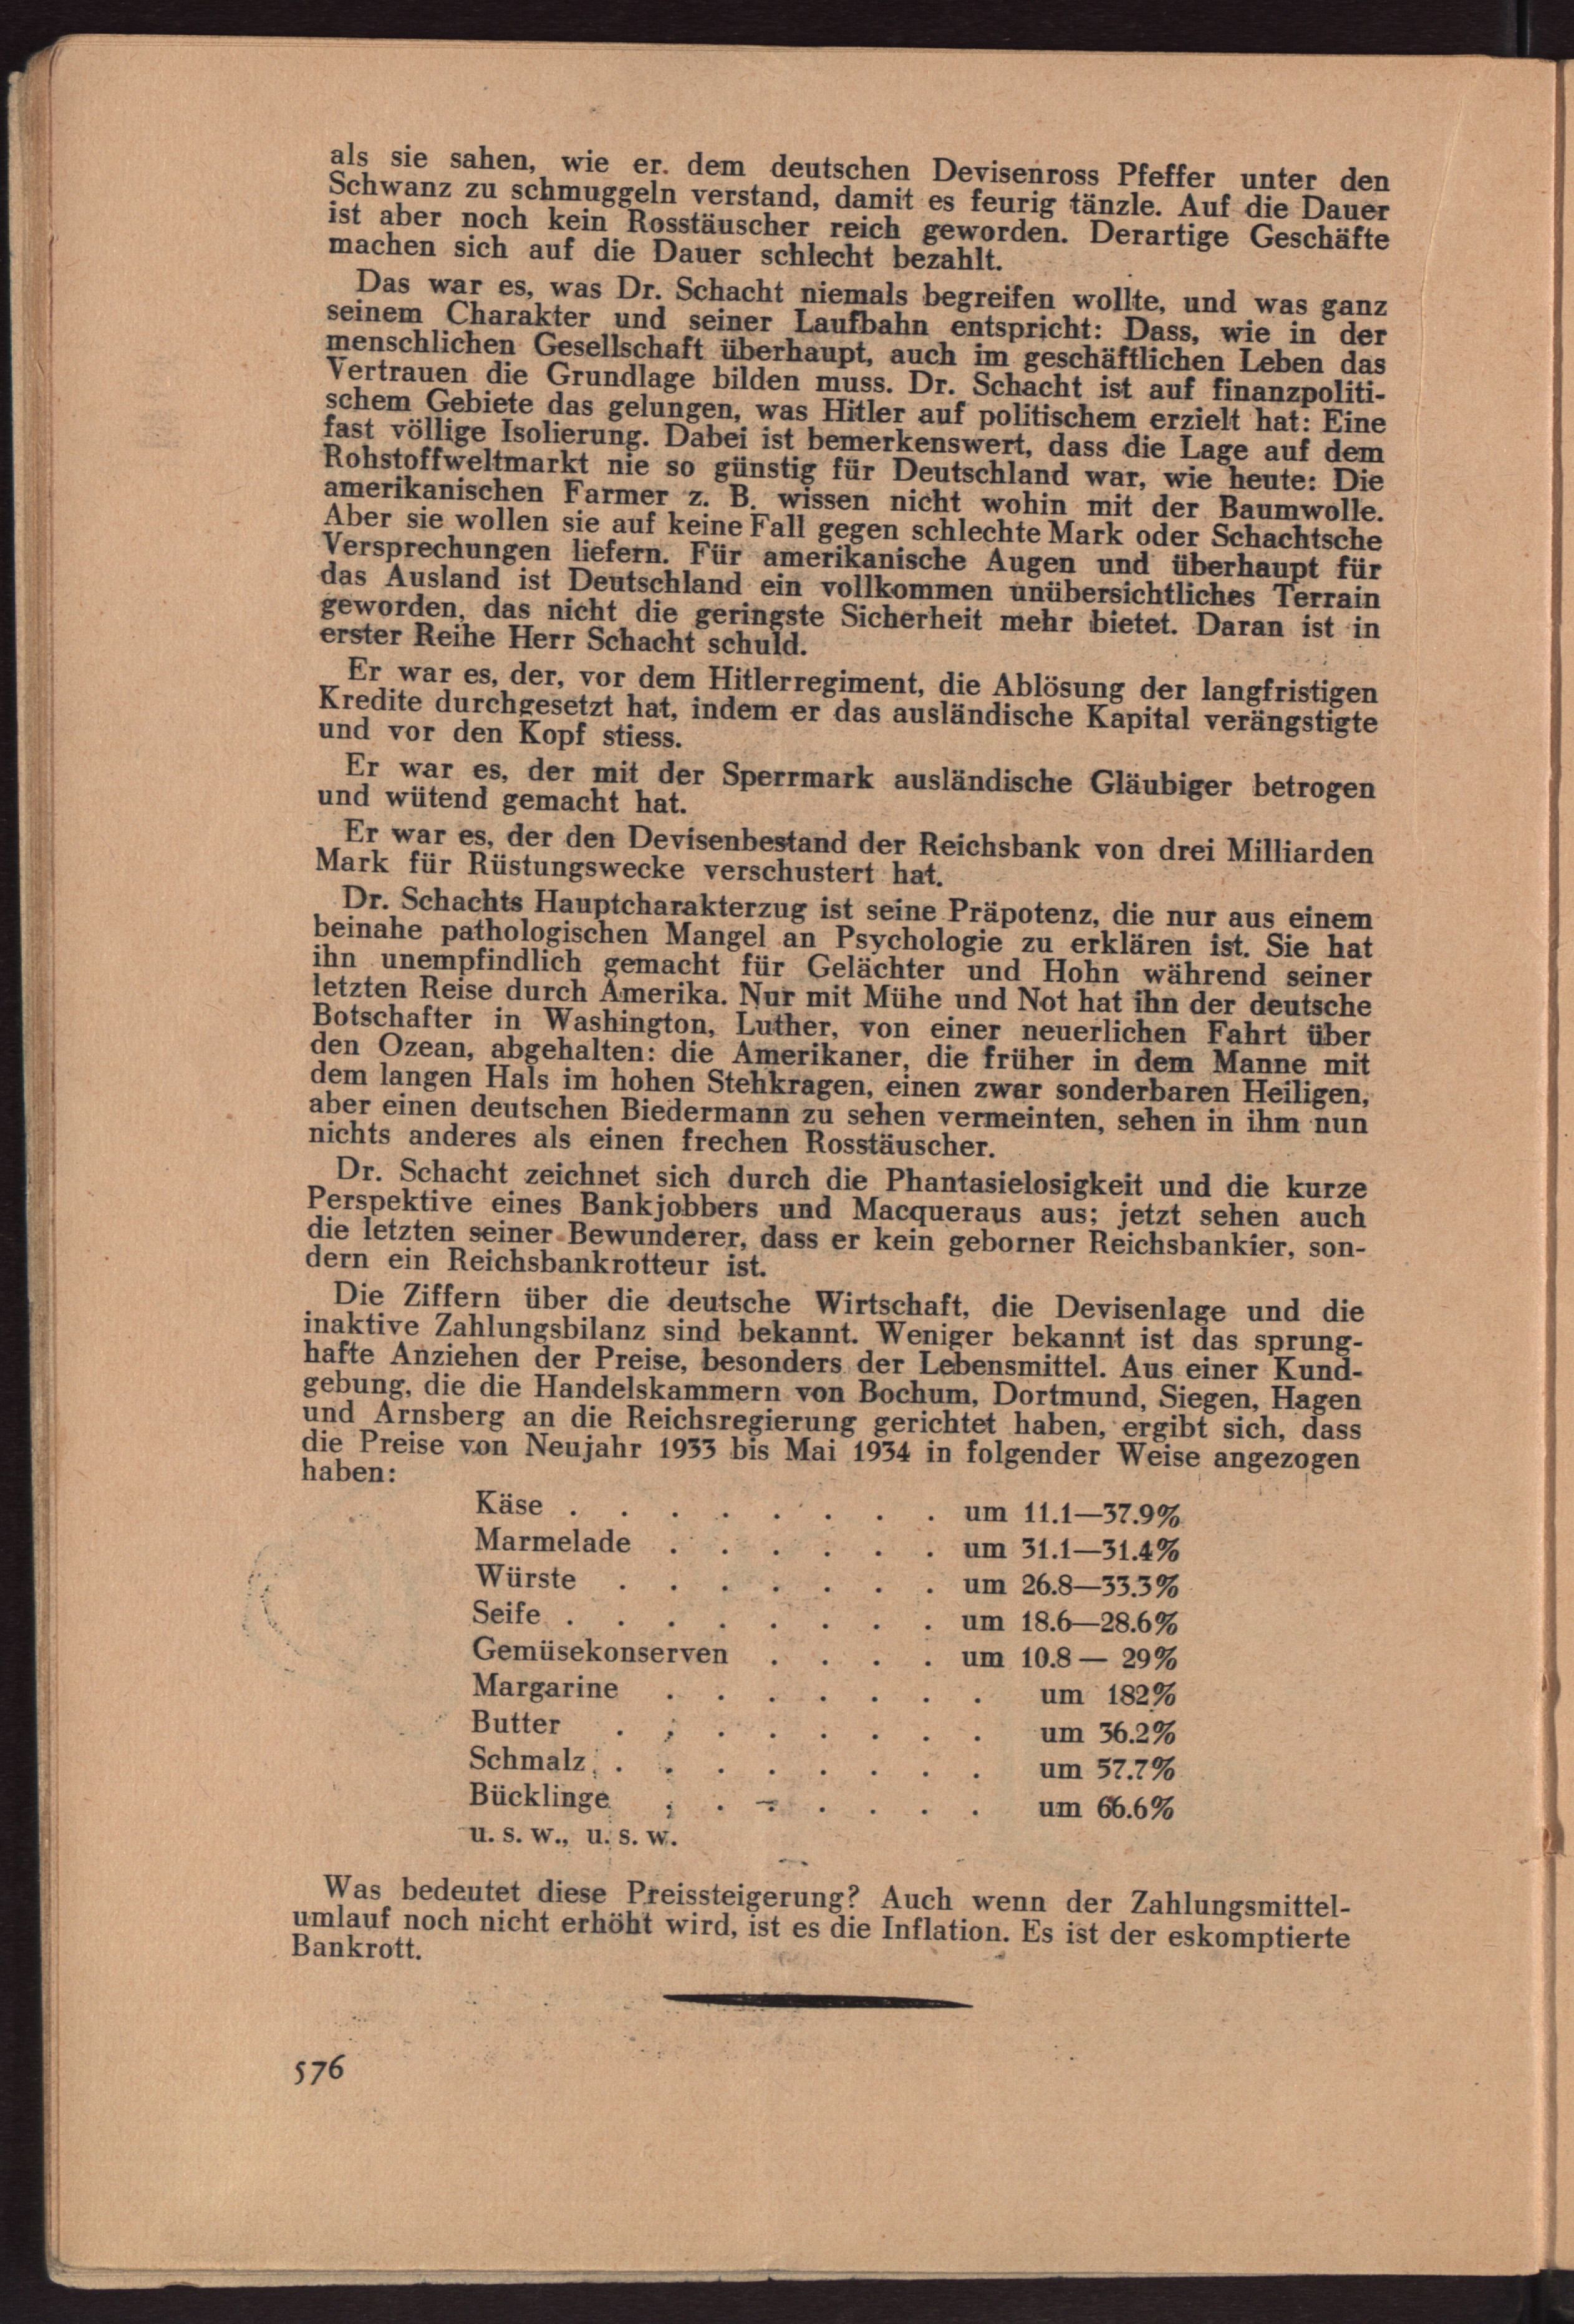 als sie sahen, wie er. dem deutschen Devisenross Pfeffer unter den
Schwanz zu schmuggeln verstand, damit es feurig tänzle. Auf die Dauer
ist aber noch kein Rosstäuscher reich geworden. Derartige Geschäfte
machen sich auf die Dauer schlecht bezahlt.
Das war es, was Dr. Schacht niemals begreifen wollte, und was ganz
seinem Charakter und seiner Laufbahn entspricht: Dass, wie in der
menschlichen Gesellschaft überhaupt, auch im geschäftlichen Leben das
Vertrauen die Grundlage bilden muss. Dr. Schacht ist auf finanzpoliti-
schem Gebiete das gelungen, was Hitler auf politischem erzielt hat: Eine
fast völlige Isolierung. Dabei ist bemerkenswert, dass die Lage auf dem
Rohstoffweltmarkt nie so günstig für Deutschland war, wie heute: Die
amerikanischen Farmer z. B. wissen nicht wohin mit der Baumwolle.
Aber sie wollen sie auf keine Fall gegen schlechte Mark oder Schachtsche
Versprechungen liefern. Für amerikanische Augen und überhaupt für
das Ausland ist Deutschland ein vollkommen unübersichtliches Terrain
geworden, das nicht die geringste Sicherheit mehr bietet. Daran ist in
erster Reihe Herr Schacht schuld.
Er war es, der, vor dem Hitlerregiment, die Ablösung der langfristigen
Kredite durchgesetzt hat, indem er das ausländische Kapital verängstigte
und vor den Kopf stiess.
Er war es, der mit der Sperrmark ausländische Gläubiger betrogen
und wütend gemacht hat.
Er war es, der den Devisenbestand der Reichsbank von drei Milliarden
Mark für Rüstungswecke verschustert hat.
Dr. Schachts Hauptcharakterzug ist seine Präpotenz, die nur aus einem
beinahe pathologischen Mangel an Psychologie zu erklären ist. Sie hat
ihn unempfindlich gemacht für Gelächter und Hohn während seiner
letzten Reise durch Amerika. Nur mit Mühe und Not hat ihn der deutsche
Botschafter in Washington, Luther, von einer neuerlichen Fahrt über
den Ozean, abgehalten: die Amerikaner, die früher in dem Manne mit
dem langen Hals im hohen Stehkragen, einen zwar sonderbaren Heiligen,
aber einen deutschen Biedermann zu sehen vermeinten, sehen in ihm nun
nichts anderes als einen frechen Rosstäuscher.
Dr. Schacht zeichnet sich durch die Phantasielosigkeit und die kurze
Perspektive eines Bankjobbers und Macqueraus aus; jetzt sehen auch
die letzten seiner Bewunderer, dass er kein geborner Reichsbankier, son-
dern ein Reichsbankrotteur ist.
Die Ziffern über die deutsche Wirtschaft, die Devisenlage und die
inaktive Zahlungsbilanz sind bekannt. Weniger bekannt ist das sprung-
hafte Anziehen der Preise, besonders der Lebensmittel. Aus einer Kund-
gebung, die die Handelskammern von Bochum, Dortmund, Siegen, Hagen
und Arnsberg an die Reichsregierung gerichtet haben, ergibt sich, dass
die Preise von Neujahr 1933 bis Mai 1934 in folgender Weise angezogen
haben:
Käse . . . . . . . . um 11.1—37.9%
Marmelade . . . . . . um 31.1—31.4%
Würste . . . . . . . um 26.8—33.3%
Seife . . . . . . . . um 18.6—28.6%
Gemüsekonserven . . . . um 10.8 — 29%
Margarine . . . . . . . um 182%
Butter . . . . . . . . um 36.2%
Schmalz . . . . . . . . um 57.7%
Bücklinge . . . . . . . um 66.6%
u. s. w., u. s. w.
Was bedeutet diese Preissteigerung? Auch wenn der Zahlungsmittel-
umlauf noch nicht erhöht wird, ist es die Inflation. Es ist der eskomptierte
Bankrott.
576